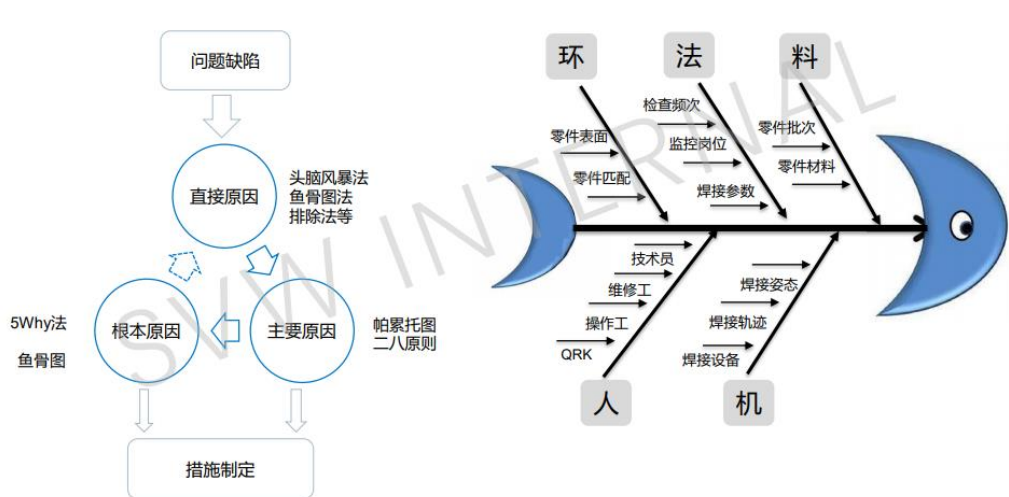 问题缺陷
直接原因
头脑风暴法
鱼骨图法
排除法等
5Why法
鱼骨图
根本原因
主要原因
帕累托图
二八原则
措施制定
环
法
料
零件表面
零件匹配
检查频次
监控岗位
焊接参数
零件批次
零件材料
技术员
维修工
操作工
QRK
焊接姿态
焊接轨迹
焊接设备
人
机
SVW INTERNAL